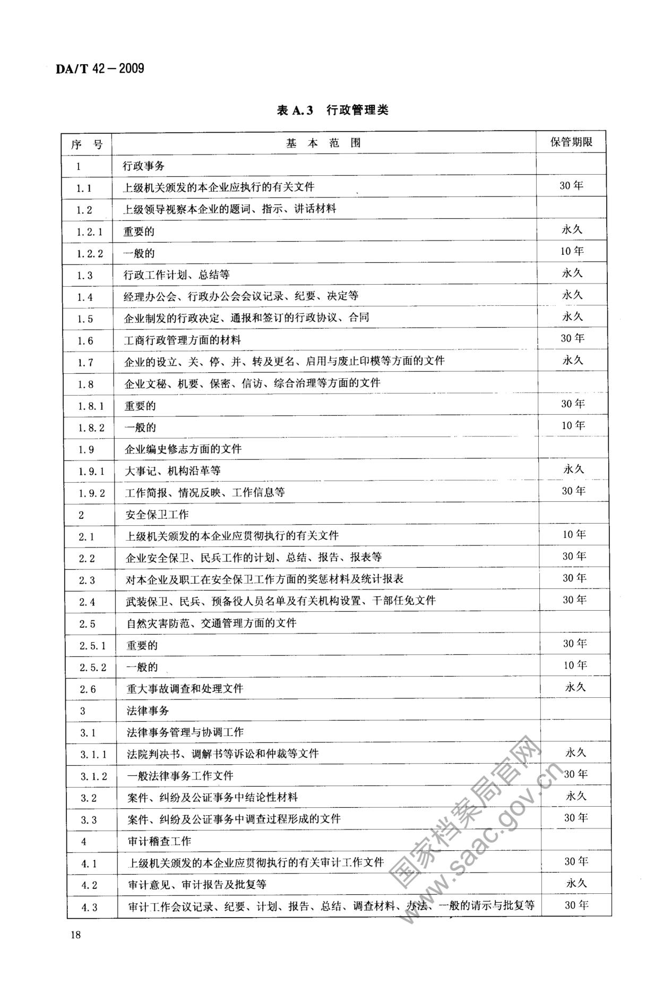 DA/T 42－2009
表 A.3 行政管理类
序 号 基 本 范 围 保管期限
1 行政事务
1.1 上级机关颁发的本企业应执行的有关文件 30 年
1.2 上级领导视察本企业的题词、指示、讲话材料
1.2.1 重要的 永久
1.2.2 一般的 10 年
1.3 行政工作计划、总结等 永久
1.4 经理办公会、行政办公会会议记录、纪要、决定等 永久
1.5 企业制发的行政决定、通报和签订的行政协议、合同 永久
1.6 工商行政管理方面的材料 30 年
1.7 企业的设立、关、停、并、转及更名、启用与废止印模等方面的文件 永久
1.8 企业文秘、机要、保密、信访、综合治理等方面的文件
1.8.1 重要的 30 年
1.8.2 一般的 10 年
1.9 企业编史修志方面的文件
1.9.1 大事记、机构沿革等 永久
1.9.2 工作简报、情况反映、工作信息等 30 年
2 安全保卫工作
2.1 上级机关颁发的本企业应贯彻执行的有关文件 10 年
2.2 企业安全保卫、民兵工作的计划、总结、报告、报表等 30 年
2.3 对本企业及职工在安全保卫工作方面的奖惩材料及统计报表 30 年
2.4 武装保卫、民兵、预备役人员名单及有关机构设置、干部任免文件 30 年
2.5 自然灾害防范、交通管理方面的文件
2.5.1 重要的 30 年
2.5.2 一般的 10 年
2.6 重大事故调查和处理文件 永久
3 法律事务
3.1 法律事务管理与协调工作
3.1.1 法院判决书、调解书等诉讼和仲裁等文件 永久
3.1.2 一般法律事务工作文件 30 年
3.2 案件、纠纷及公证事务中结论性材料 永久
3.3 案件、纠纷及公证事务中调查过程形成的文件 30 年
4 审计稽查工作
4.1 上级机关颁发的本企业应贯彻执行的有关审计工作文件 30 年
4.2 审计意见、审计报告及批复等 永久
4.3 审计工作会议记录、纪要、计划、报告、总结、调查材料、办法、一般的请示与批复等 30 年
国家档案局官网
www.saac.gov.cn
18